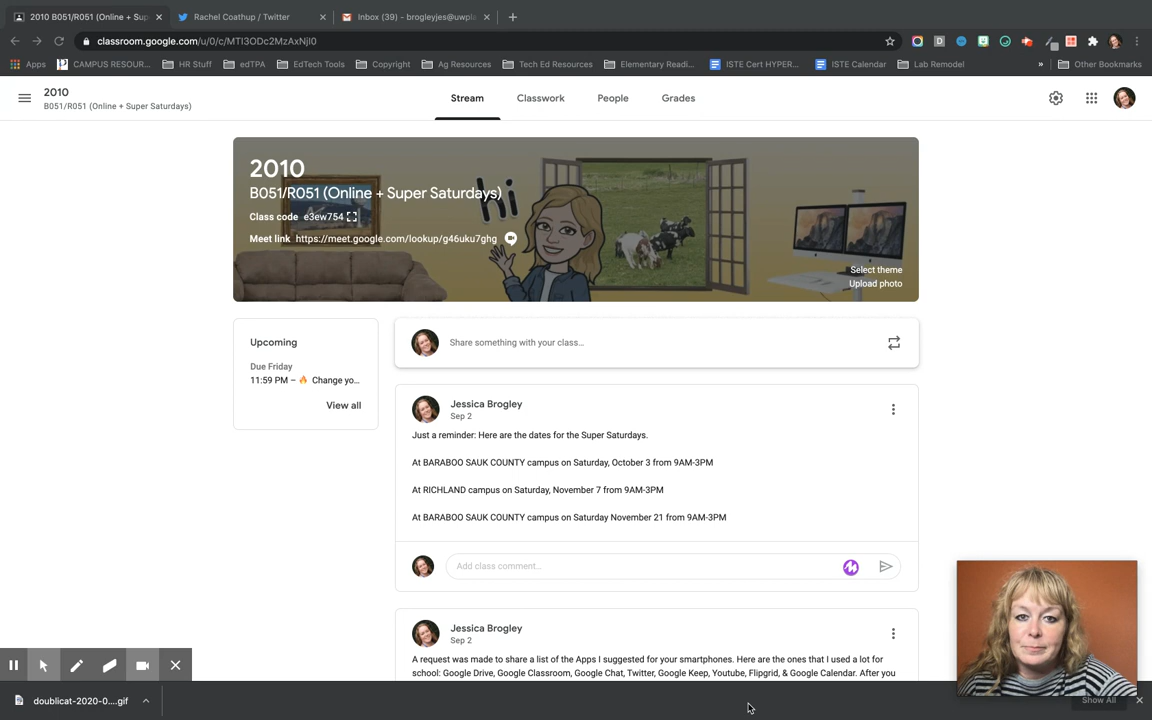 2010 B051/R051 (Online + Sup
Rachel Coathup / Twitter
Inbox (39) - brogleyjes@uwpla
classroom.google.com/u/0/c/MTI3ODc2MzAxNjI0
Apps
CAMPUS RESOUR...
HR Stuff
edTPA
EdTech Tools
Copyright
Ag Resources
Tech Ed Resources
Elementary Readi...
ISTE Cert HYPER...
ISTE Calendar
Lab Remodel
»
Other Bookmarks
2010
B051/R051 (Online + Super Saturdays)
Stream
Classwork
People
Grades
2010
B051/R051 (Online + Super Saturdays)
hi
Class code e3ew754
Meet link https://meet.google.com/lookup/g46uku7ghg
Select theme
Upload photo
Upcoming
Due Friday
11:59 PM – 🔥 Change yo...
View all
Share something with your class...
Jessica Brogley
Sep 2
Just a reminder: Here are the dates for the Super Saturdays.
At BARABOO SAUK COUNTY campus on Saturday, October 3 from 9AM-3PM
At RICHLAND campus on Saturday, November 7 from 9AM-3PM
At BARABOO SAUK COUNTY campus on Saturday November 21 from 9AM-3PM
Add class comment...
Jessica Brogley
Sep 2
A request was made to share a list of the Apps I suggested for your smartphones. Here are the ones that I used a lot for
school: Google Drive, Google Classroom, Google Chat, Twitter, Google Keep, Youtube, Flipgrid, & Google Calendar. After you
doublicat-2020-0....gif
Show All